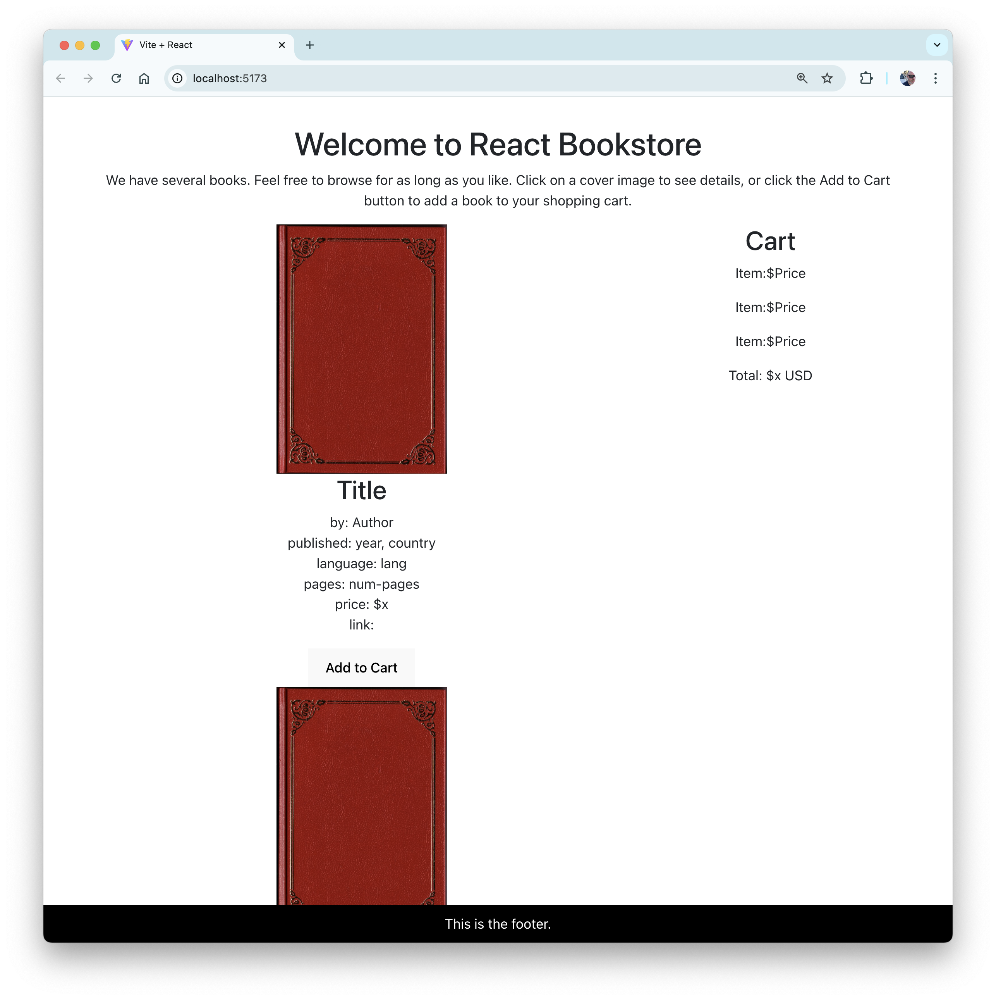 Vite + React
localhost:5173
Welcome to React Bookstore
We have several books. Feel free to browse for as long as you like. Click on a cover image to see details, or click the Add to Cart
button to add a book to your shopping cart.
Title
by: Author
published: year, country
language: lang
pages: num-pages
price: $x
link:
Add to Cart
Cart
Item:$Price
Item:$Price
Item:$Price
Total: $x USD
This is the footer.